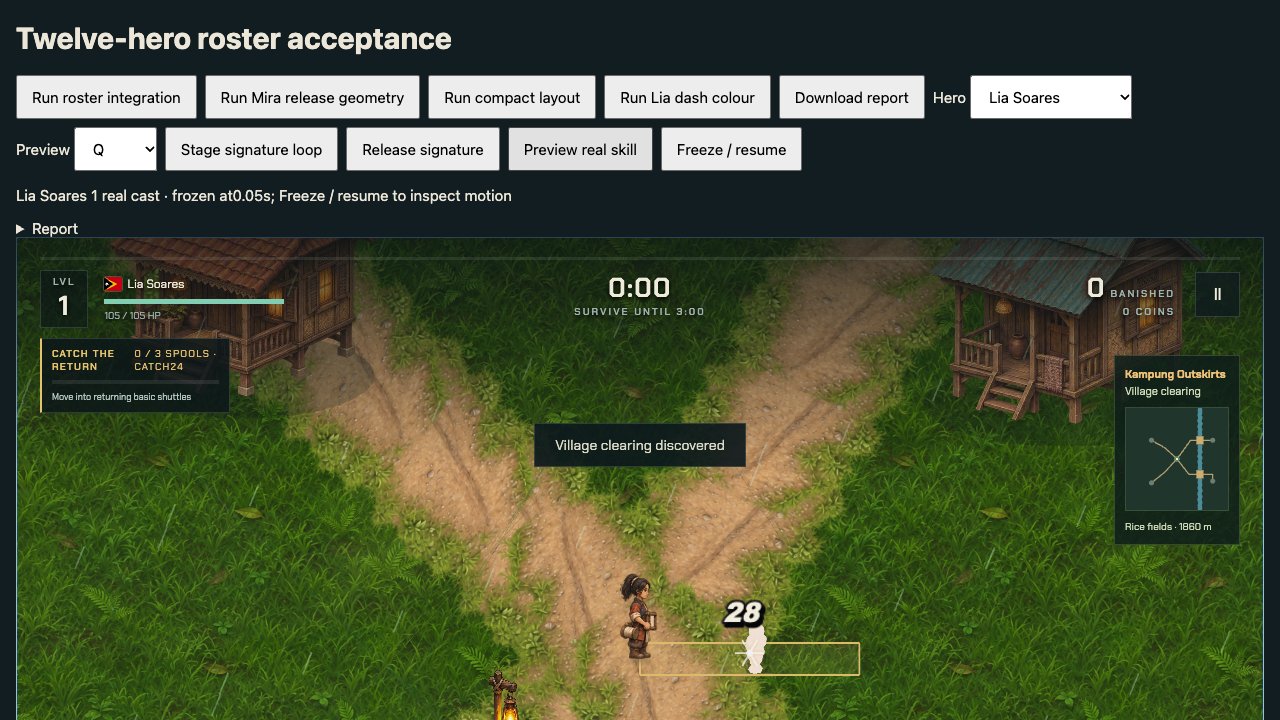 Twelve-hero roster acceptance
Run roster integration Run Mira release geometry Run compact layout Run Lia dash colour Download report Hero Lia Soares
Preview Q Stage signature loop Release signature Preview real skill Freeze / resume
Lia Soares 1 real cast · frozen at0.05s; Freeze / resume to inspect motion
Report
LVL
1
Lia Soares
105 / 105 HP
0:00
SURVIVE UNTIL 3:00
0 BANISHED
0 COINS
CATCH THE RETURN
0 / 3 SPOOLS · CATCH24
Move into returning basic shuttles
Kampung Outskirts
Village clearing
Rice fields · 1860 m
Village clearing discovered
28